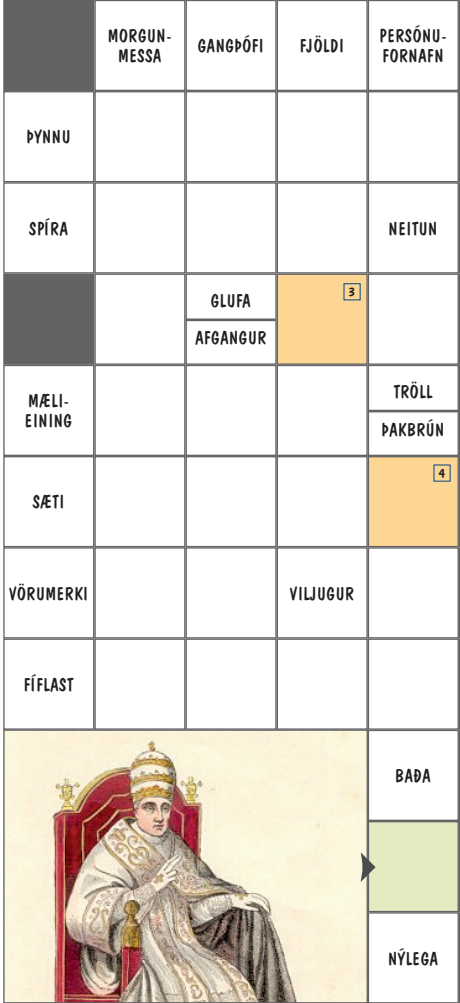 MORGUN-
MESSA
GANGÞÓFI
FJÖLDI
PERSÓNU-
FORNAFN
ÞYNNU
SPÍRA
NEITUN
GLUFA
3
AFGANGUR
MÆLI-
EINING
TRÖLL
ÞAKBRÚN
SÆTI
4
VÖRUMERKI
VILJUGUR
FÍFLAST
BAÐA
NÝLEGA